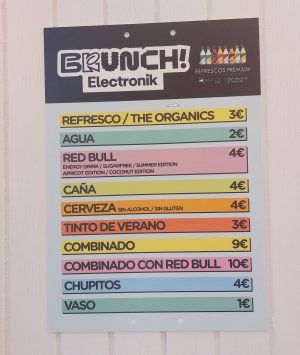 BRUNCH!
Electronik
REFRESCOS PREMIUM
REFRESCO / THE ORGANICS 3€
AGUA 2€
RED BULL 4€
ENERGY DRINK / SUGARFREE / SUMMER EDITION
APRICOT EDITION / COCONUT EDITION
CAÑA 4€
CERVEZA SIN ALCOHOL / SIN GLUTEN 4€
TINTO DE VERANO 3€
COMBINADO 9€
COMBINADO CON RED BULL 10€
CHUPITOS 4€
VASO 1€